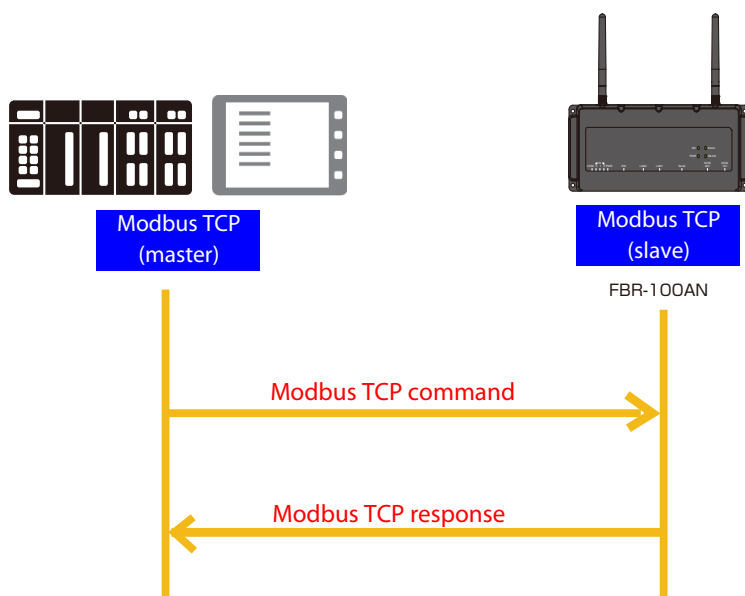 Modbus TCP
(master)
Modbus TCP
(slave)
FBR-100AN
Modbus TCP command
Modbus TCP response